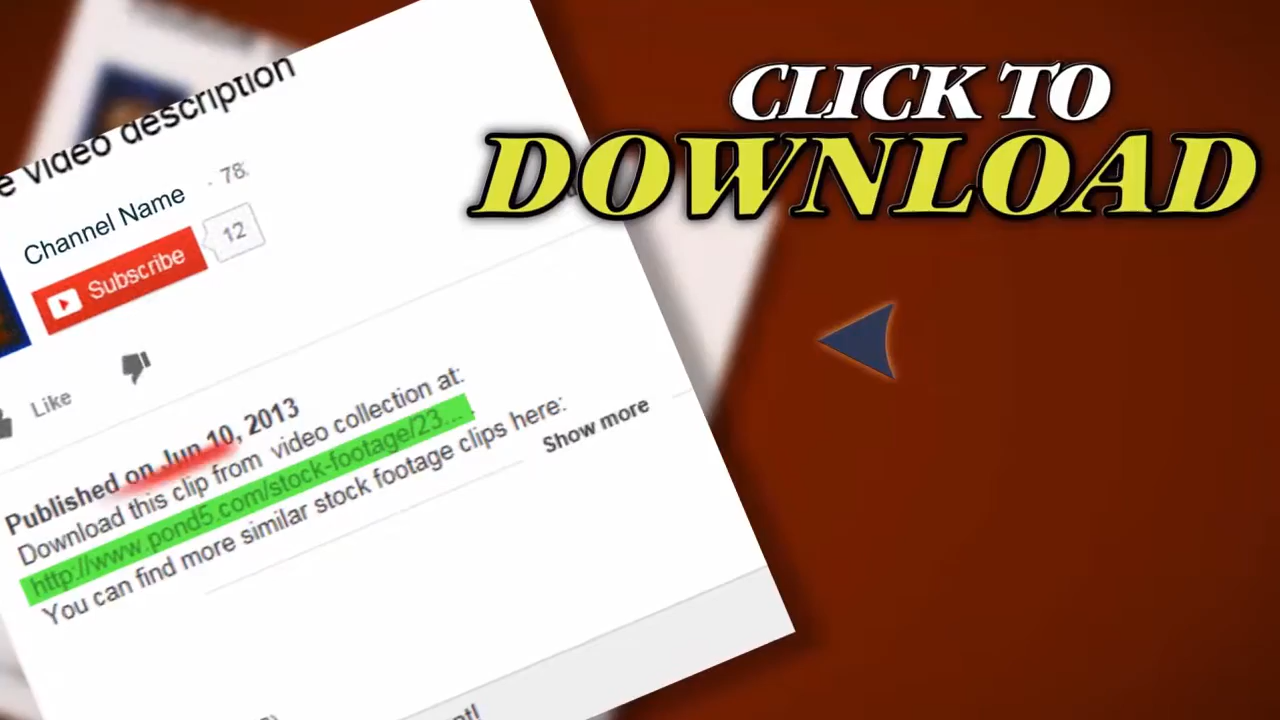 CLICK TO
DOWNLOAD
e video description
Channel Name
Subscribe
12
Like
Published on Jun 10, 2013
Download this clip from video collection at:
http://www.pond5.com/stock-footage/23...
You can find more similar stock footage clips here:
Show more